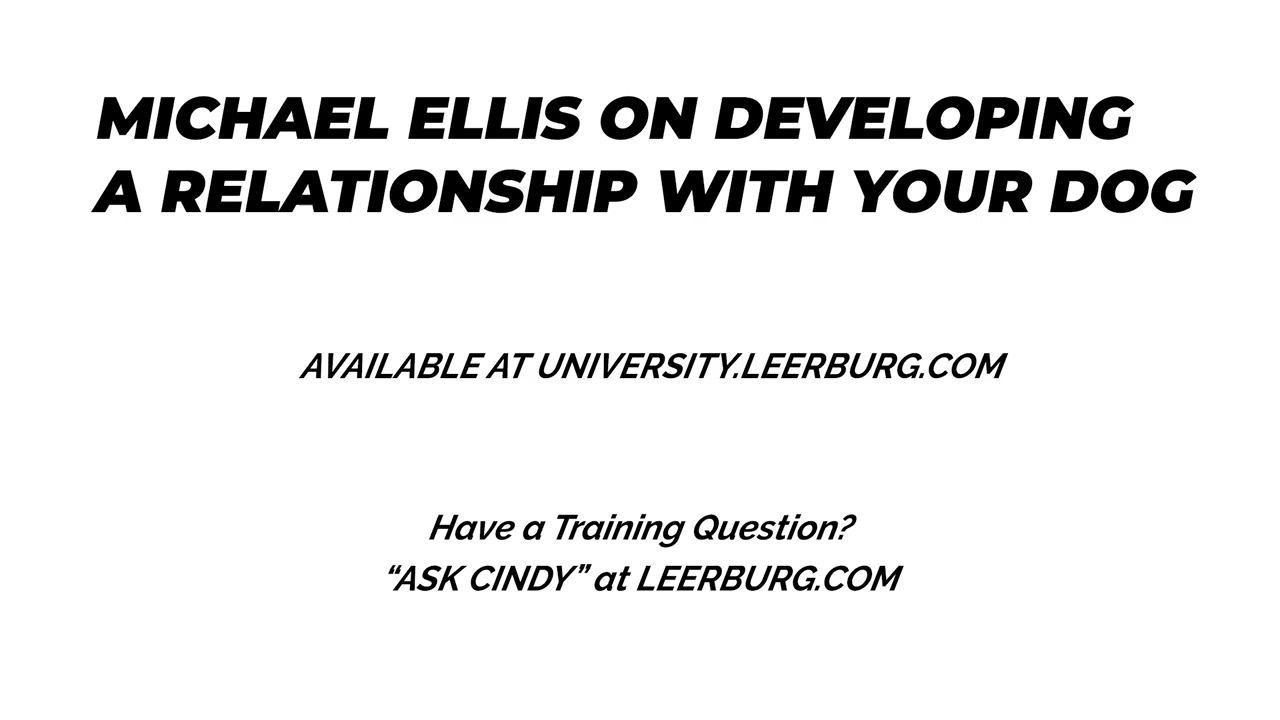 MICHAEL ELLIS ON DEVELOPING
A RELATIONSHIP WITH YOUR DOG
AVAILABLE AT UNIVERSITY.LEERBURG.COM
Have a Training Question?
“ASK CINDY” at LEERBURG.COM